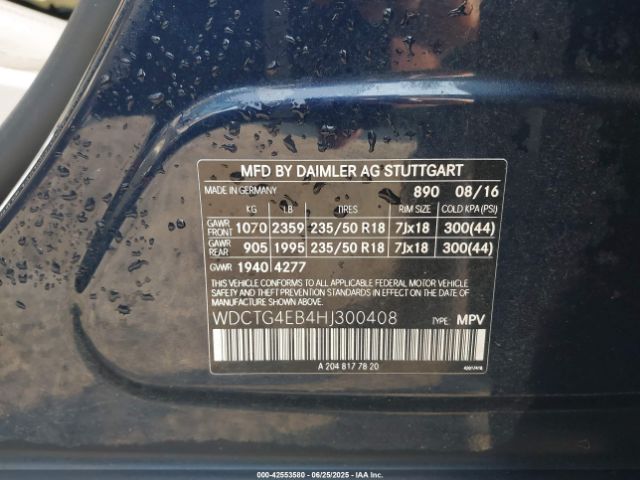 MFD BY DAIMLER AG STUTTGART
MADE IN GERMANY 890 08/16
KG LB TIRES RIM SIZE COLD KPA (PSI)
GAWR FRONT 1070 2359 235/50 R18 7Jx18 300(44)
GAWR REAR 905 1995 235/50 R18 7Jx18 300(44)
GVWR 1940 4277
THIS VEHICLE CONFORMS TO ALL APPLICABLE FEDERAL MOTOR VEHICLE
SAFETY, BUMPER, AND THEFT PREVENTION STANDARDS IN
EFFECT ON THE DATE OF MANUFACTURE SHOWN ABOVE.
WDCTG4EB4HJ300408 TYPE: MPV
A 204 817 78 20
000-42553580 - 06/25/2025 - IAAI.COM